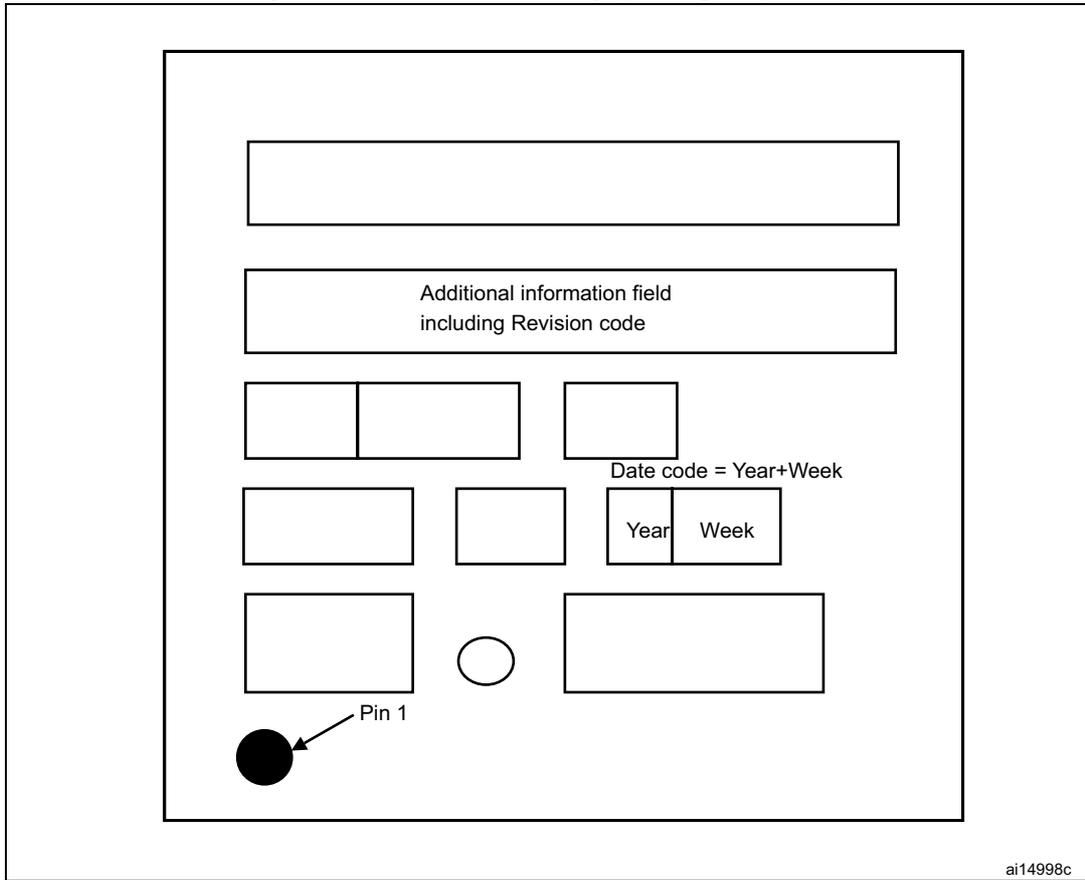 Additional information field
including Revision code
Date code = Year+Week
Year Week
Pin 1
ai14998c